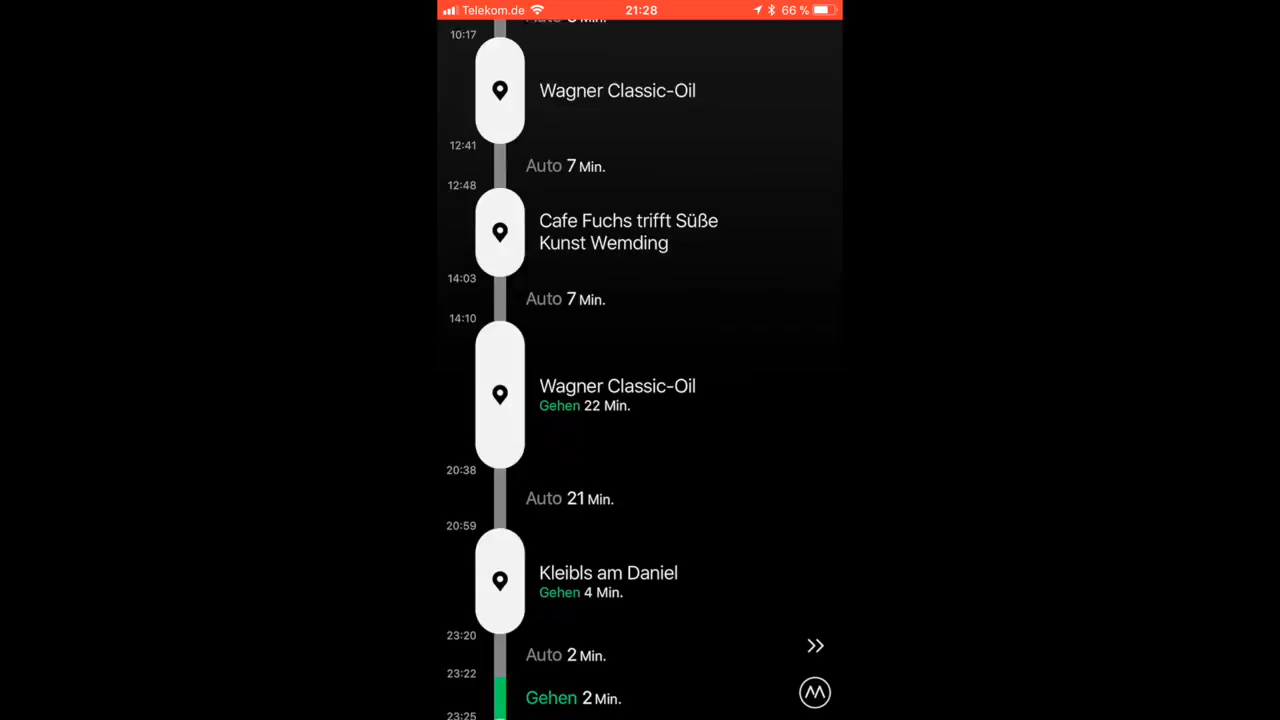 Telekom.de 21:28 66 %
10:17
Wagner Classic-Oil
12:41
Auto 7 Min.
12:48
Cafe Fuchs trifft Süße
Kunst Wemding
14:03
Auto 7 Min.
14:10
Wagner Classic-Oil
Gehen 22 Min.
20:38
Auto 21 Min.
20:59
Kleibls am Daniel
Gehen 4 Min.
23:20
Auto 2 Min.
23:22
Gehen 2 Min.
23:25